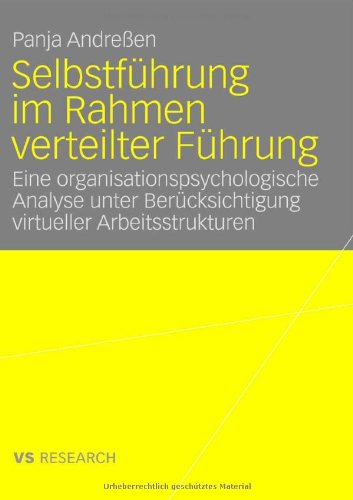 Panja Andreßen
Selbstführung
im Rahmen
verteilter Führung
Eine organisationspsychologische
Analyse unter Berücksichtigung
virtueller Arbeitsstrukturen
VS RESEARCH
Urheberrechtlich geschütztes Material